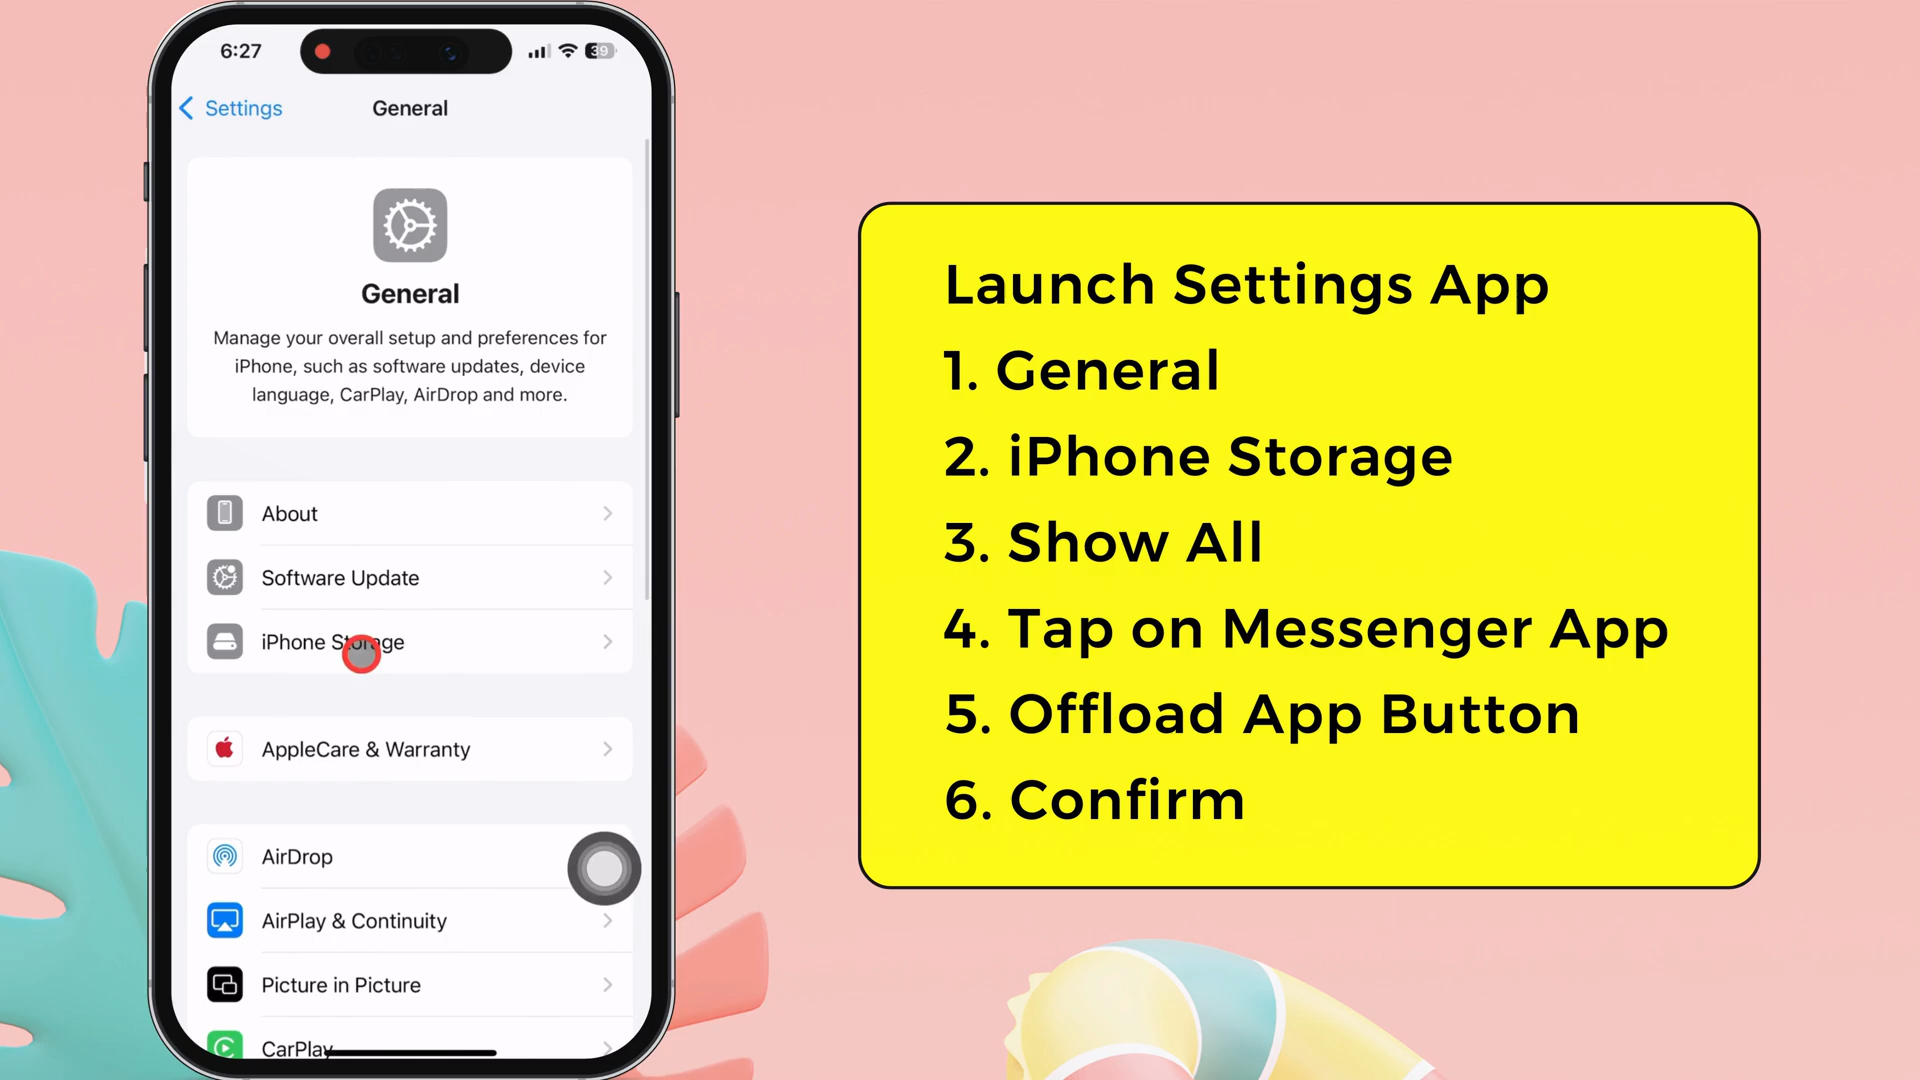 6:27
39
Settings
General
General
Manage your overall setup and preferences for
iPhone, such as software updates, device
language, CarPlay, AirDrop and more.
About
Software Update
iPhone Storage
AppleCare & Warranty
AirDrop
AirPlay & Continuity
Picture in Picture
CarPlay
Launch Settings App
1. General
2. iPhone Storage
3. Show All
4. Tap on Messenger App
5. Offload App Button
6. Confirm